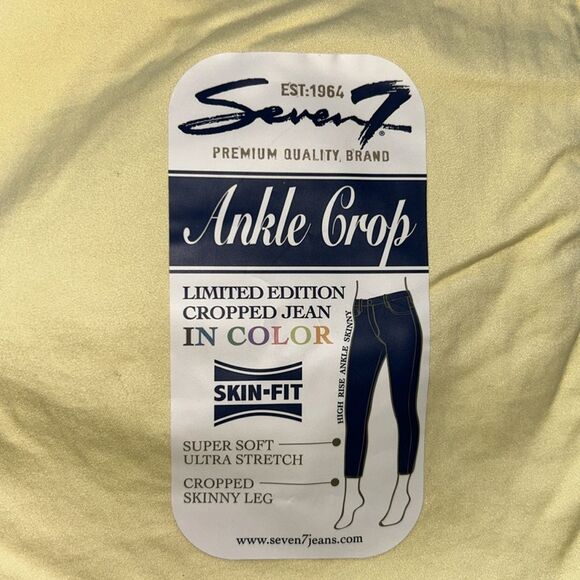 EST:1964
Seven7®
PREMIUM QUALITY, BRAND
Ankle Crop
LIMITED EDITION
CROPPED JEAN
IN COLOR
SKIN-FIT
HIGH RISE ANKLE SKINNY
SUPER SOFT
ULTRA STRETCH
CROPPED
SKINNY LEG
www.seven7jeans.com